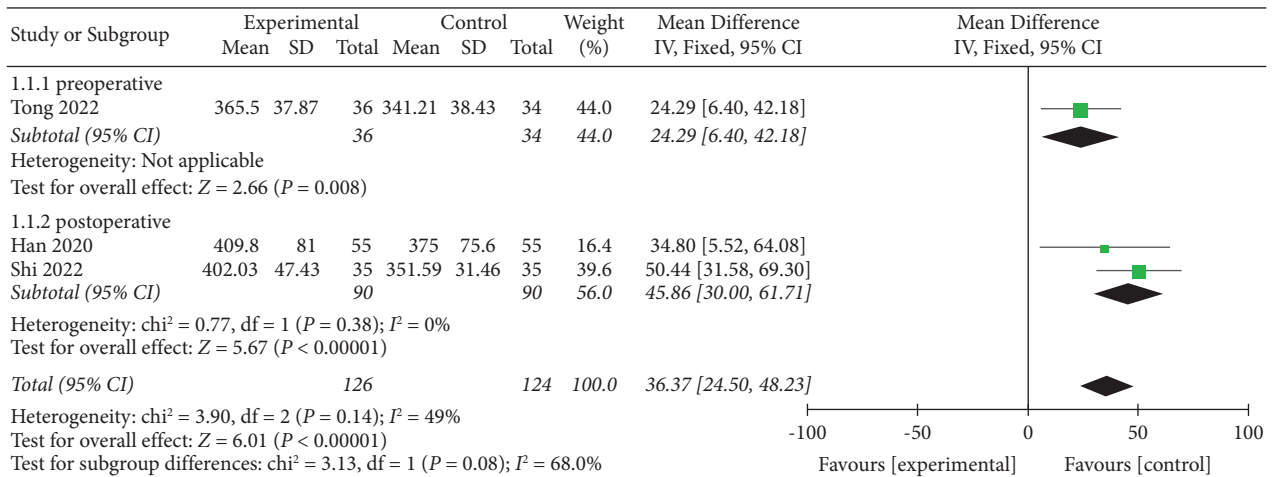 Study or Subgroup Experimental Control Weight Mean Difference Mean Difference
Mean SD Total Mean SD Total (%) IV, Fixed, 95% CI IV, Fixed, 95% CI
1.1.1 preoperative
Tong 2022 365.5 37.87 36 341.21 38.43 34 44.0 24.29 [6.40, 42.18]
Subtotal (95% CI) 36 34 44.0 24.29 [6.40, 42.18]
Heterogeneity: Not applicable
Test for overall effect: Z = 2.66 (P = 0.008)
1.1.2 postoperative
Han 2020 409.8 81 55 375 75.6 55 16.4 34.80 [5.52, 64.08]
Shi 2022 402.03 47.43 35 351.59 31.46 35 39.6 50.44 [31.58, 69.30]
Subtotal (95% CI) 90 90 56.0 45.86 [30.00, 61.71]
Heterogeneity: chi² = 0.77, df = 1 (P = 0.38); I² = 0%
Test for overall effect: Z = 5.67 (P < 0.00001)
Total (95% CI) 126 124 100.0 36.37 [24.50, 48.23]
Heterogeneity: chi² = 3.90, df = 2 (P = 0.14); I² = 49%
Test for overall effect: Z = 6.01 (P < 0.00001)
Test for subgroup differences: chi² = 3.13, df = 1 (P = 0.08); I² = 68.0%
-100 -50 0 50 100
Favours [experimental] Favours [control]